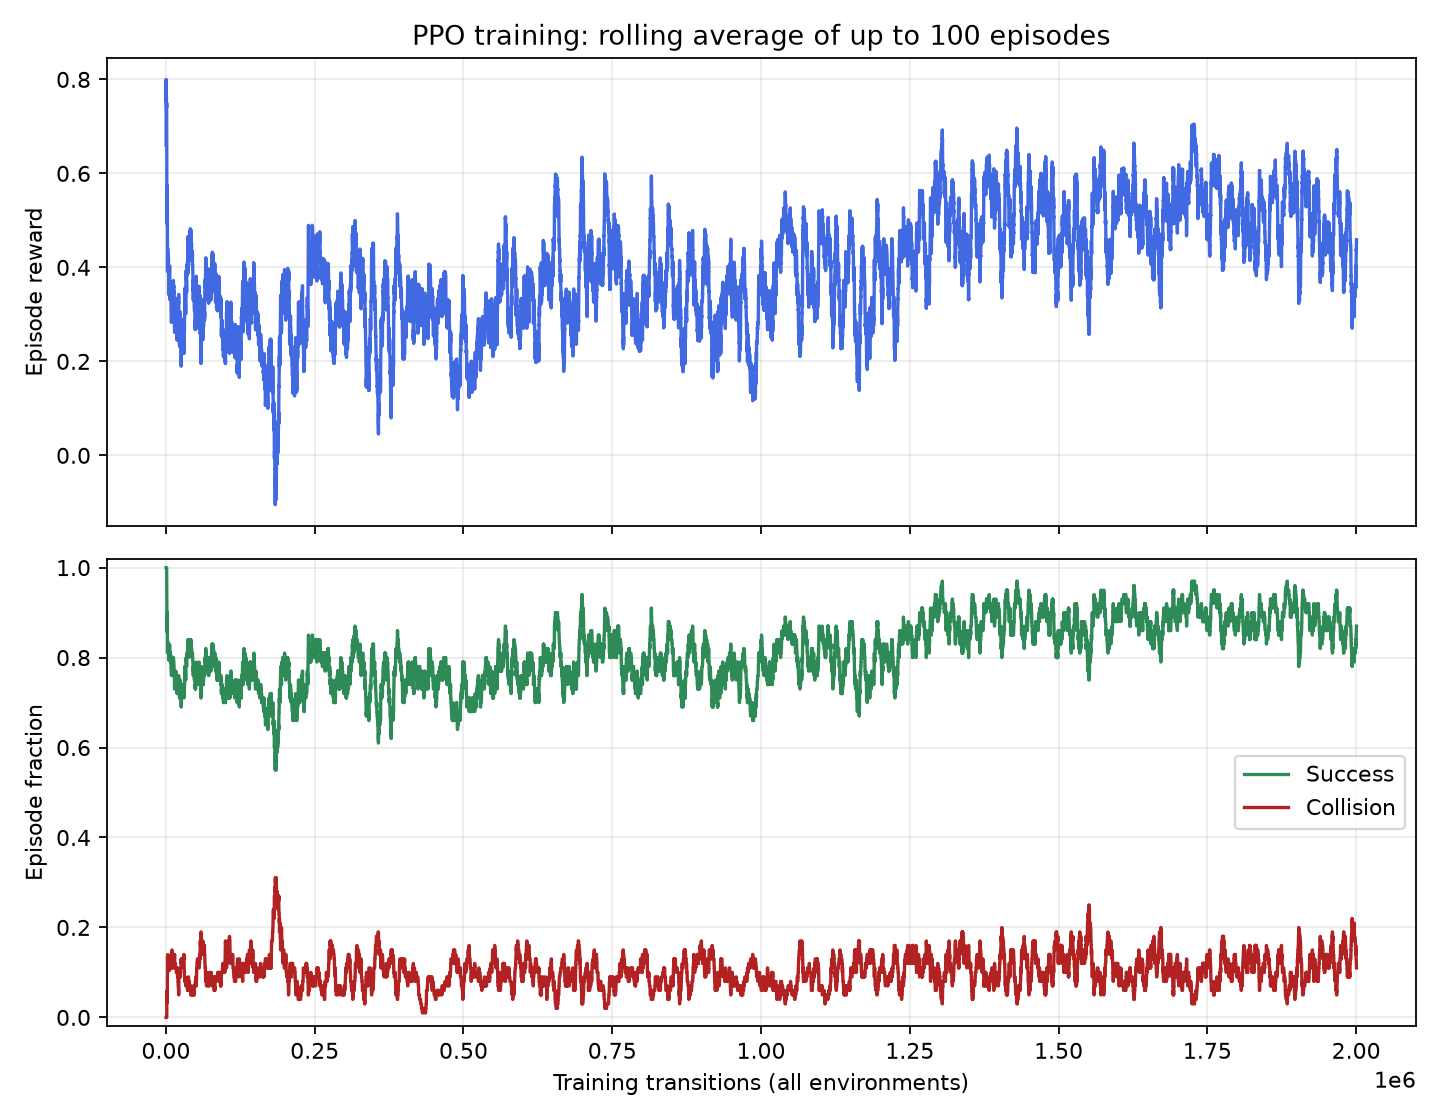 PPO training: rolling average of up to 100 episodes
0.8
0.6
0.4
0.2
0.0
Episode reward
1.0
0.8
0.6
0.4
0.2
0.0
Episode fraction
Success
Collision
0.00 0.25 0.50 0.75 1.00 1.25 1.50 1.75 2.00
1e6
Training transitions (all environments)